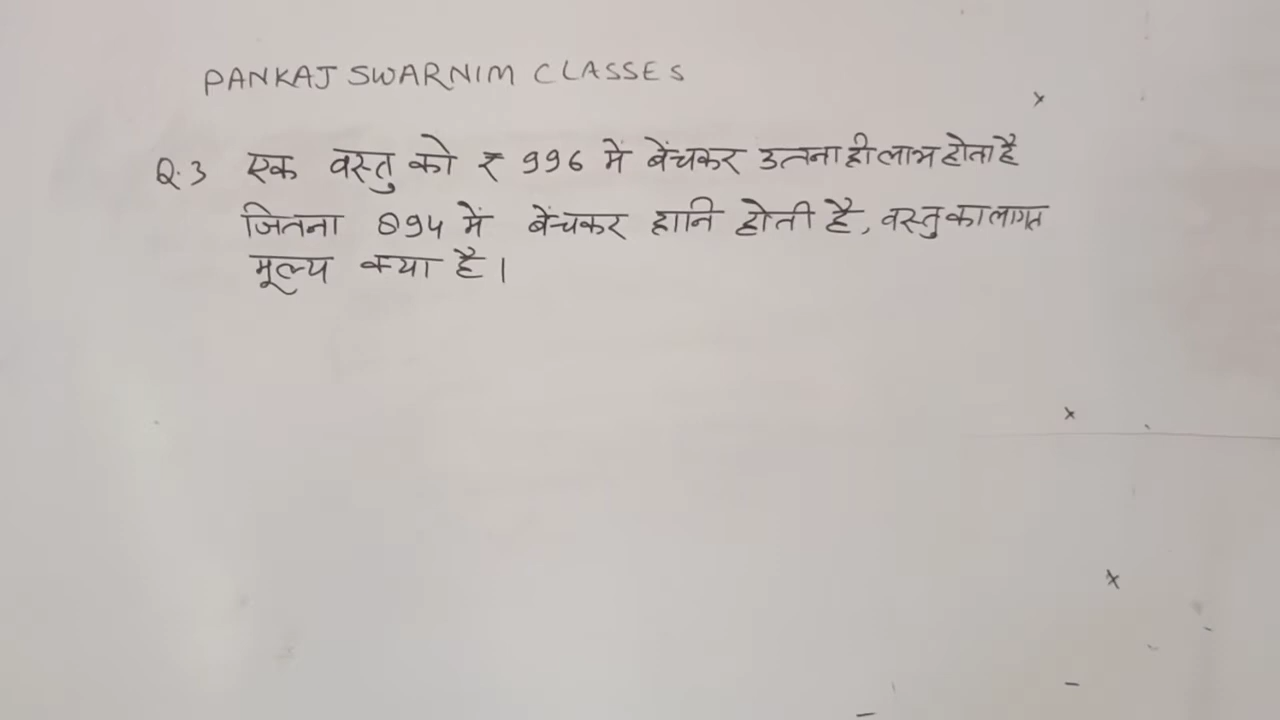 PANKAJ SWARNIM CLASSES
Q.3 एक वस्तु को ₹ 996 में बेंचकर उतना ही लाभ होता है
जितना 894 में बेंचकर हानि होती है, वस्तु का लागत
मूल्य क्या है।